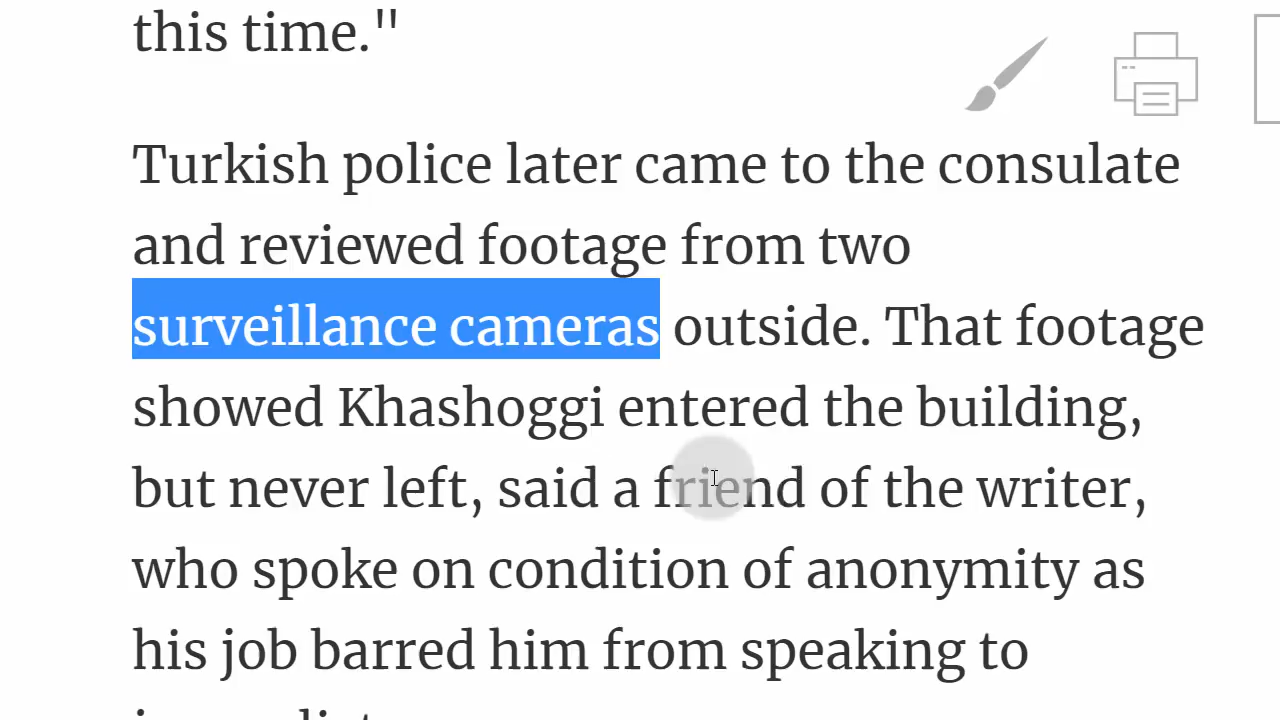 this time."
Turkish police later came to the consulate
and reviewed footage from two
surveillance cameras outside. That footage
showed Khashoggi entered the building,
but never left, said a friend of the writer,
who spoke on condition of anonymity as
his job barred him from speaking to